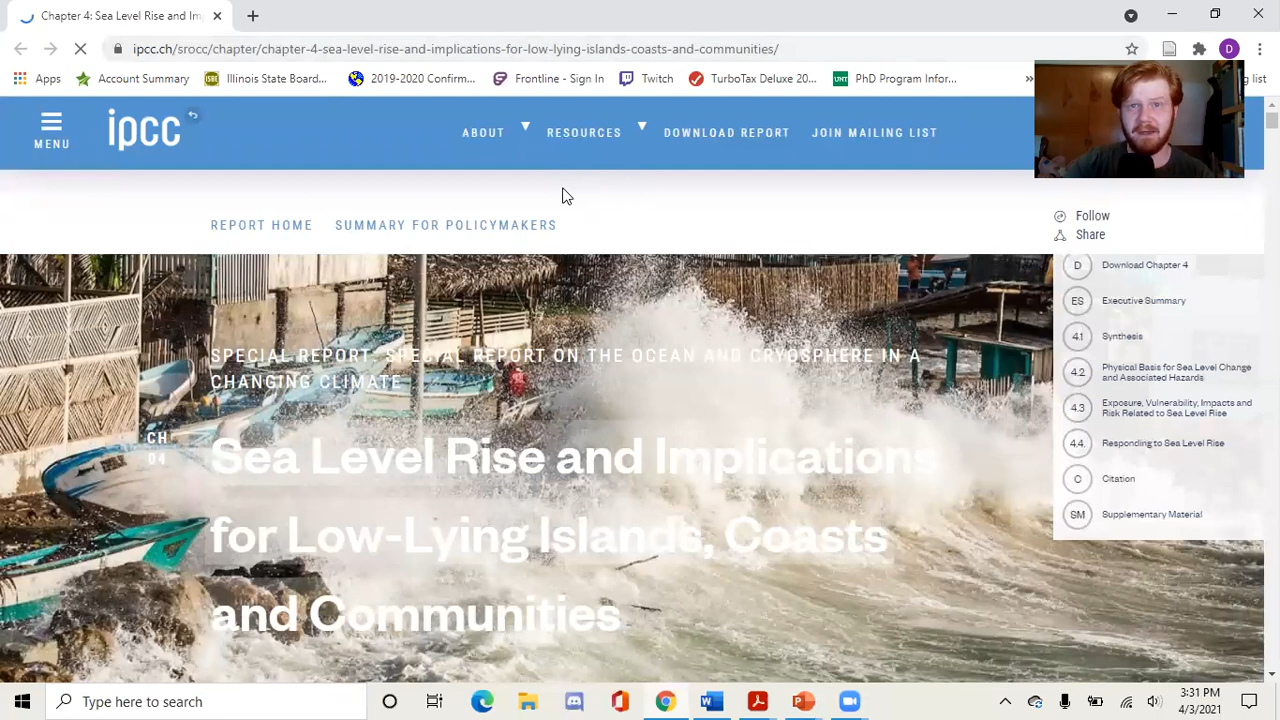 Chapter 4: Sea Level Rise and Im
ipcc.ch/srocc/chapter/chapter-4-sea-level-rise-and-implications-for-low-lying-islands-coasts-and-communities/
D
Apps
Account Summary
ISBE
Illinois State Board...
2019-2020 Confirm...
Frontline - Sign In
Twitch
TurboTax Deluxe 20...
UNT
PhD Program Infor...
»
g list
MENU
ipcc
ABOUT
RESOURCES
DOWNLOAD REPORT
JOIN MAILING LIST
REPORT HOME
SUMMARY FOR POLICYMAKERS
Follow
Share
D Download Chapter 4
ES Executive Summary
4.1 Synthesis
4.2 Physical Basis for Sea Level Change
and Associated Hazards
4.3 Exposure, Vulnerability, Impacts and
Risk Related to Sea Level Rise
4.4. Responding to Sea Level Rise
C Citation
SM Supplementary Material
SPECIAL REPORT: SPECIAL REPORT ON THE OCEAN AND CRYOSPHERE IN A
CHANGING CLIMATE
CH
04
Sea Level Rise and Implications
for Low-Lying Islands, Coasts
and Communities
Type here to search
3:31 PM
4/3/2021